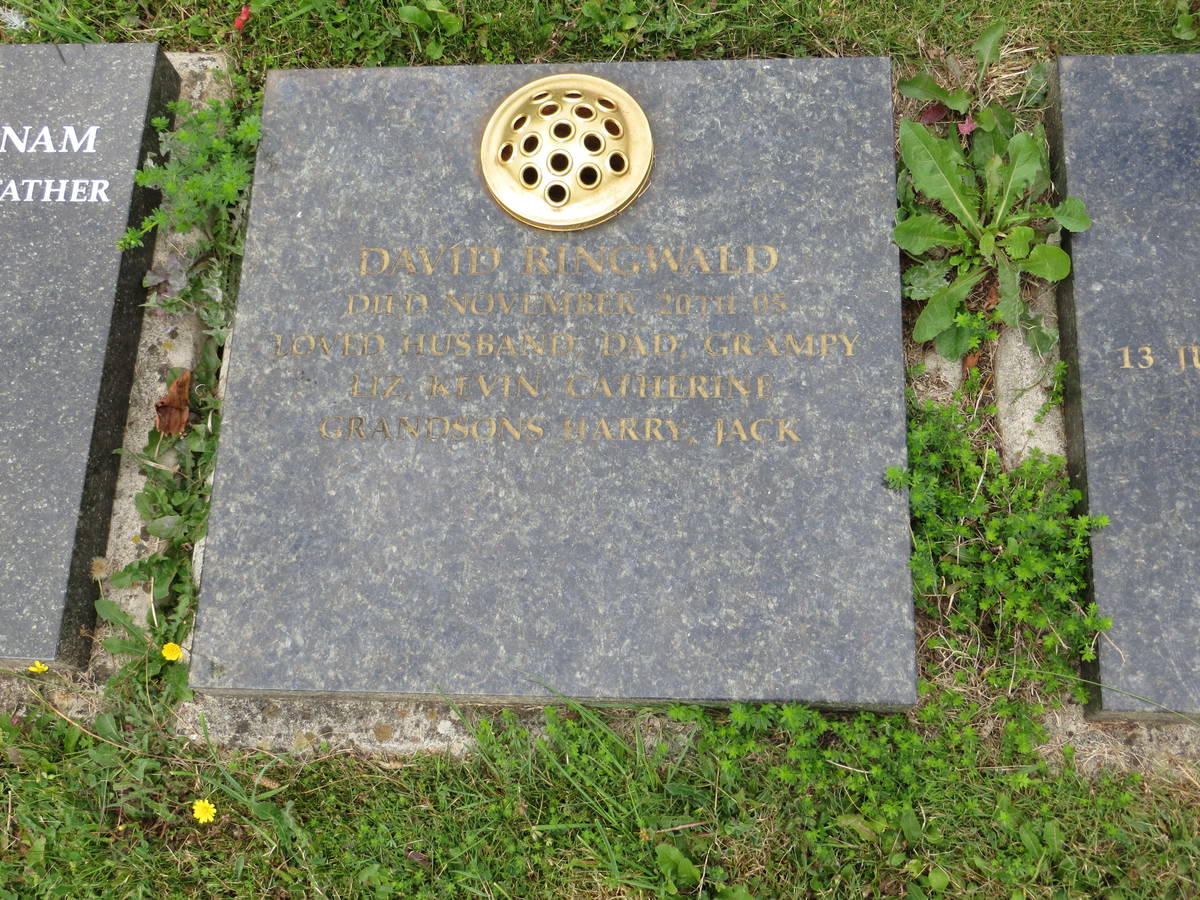 NAM
FATHER
DAVID RINGWALD
DIED NOVEMBER 20TH 05
LOVED HUSBAND, DAD, GRAMPY
LIZ, KEVIN, CATHERINE
GRANDSONS HARRY, JACK
13 JU